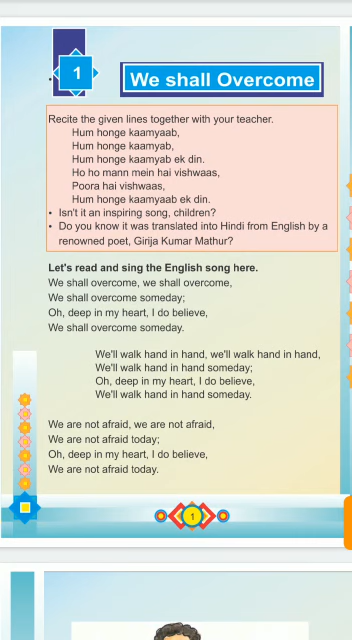 1
We shall Overcome
Recite the given lines together with your teacher.
Hum honge kaamyaab,
Hum honge kaamyab,
Hum honge kaamyab ek din.
Ho ho mann mein hai vishwaas,
Poora hai vishwaas,
Hum honge kaamyaab ek din.
• Isn't it an inspiring song, children?
• Do you know it was translated into Hindi from English by a
renowned poet, Girija Kumar Mathur?
Let's read and sing the English song here.
We shall overcome, we shall overcome,
We shall overcome someday;
Oh, deep in my heart, I do believe,
We shall overcome someday.
We'll walk hand in hand, we'll walk hand in hand,
We'll walk hand in hand someday;
Oh, deep in my heart, I do believe,
We'll walk hand in hand someday.
We are not afraid, we are not afraid,
We are not afraid today;
Oh, deep in my heart, I do believe,
We are not afraid today.
1